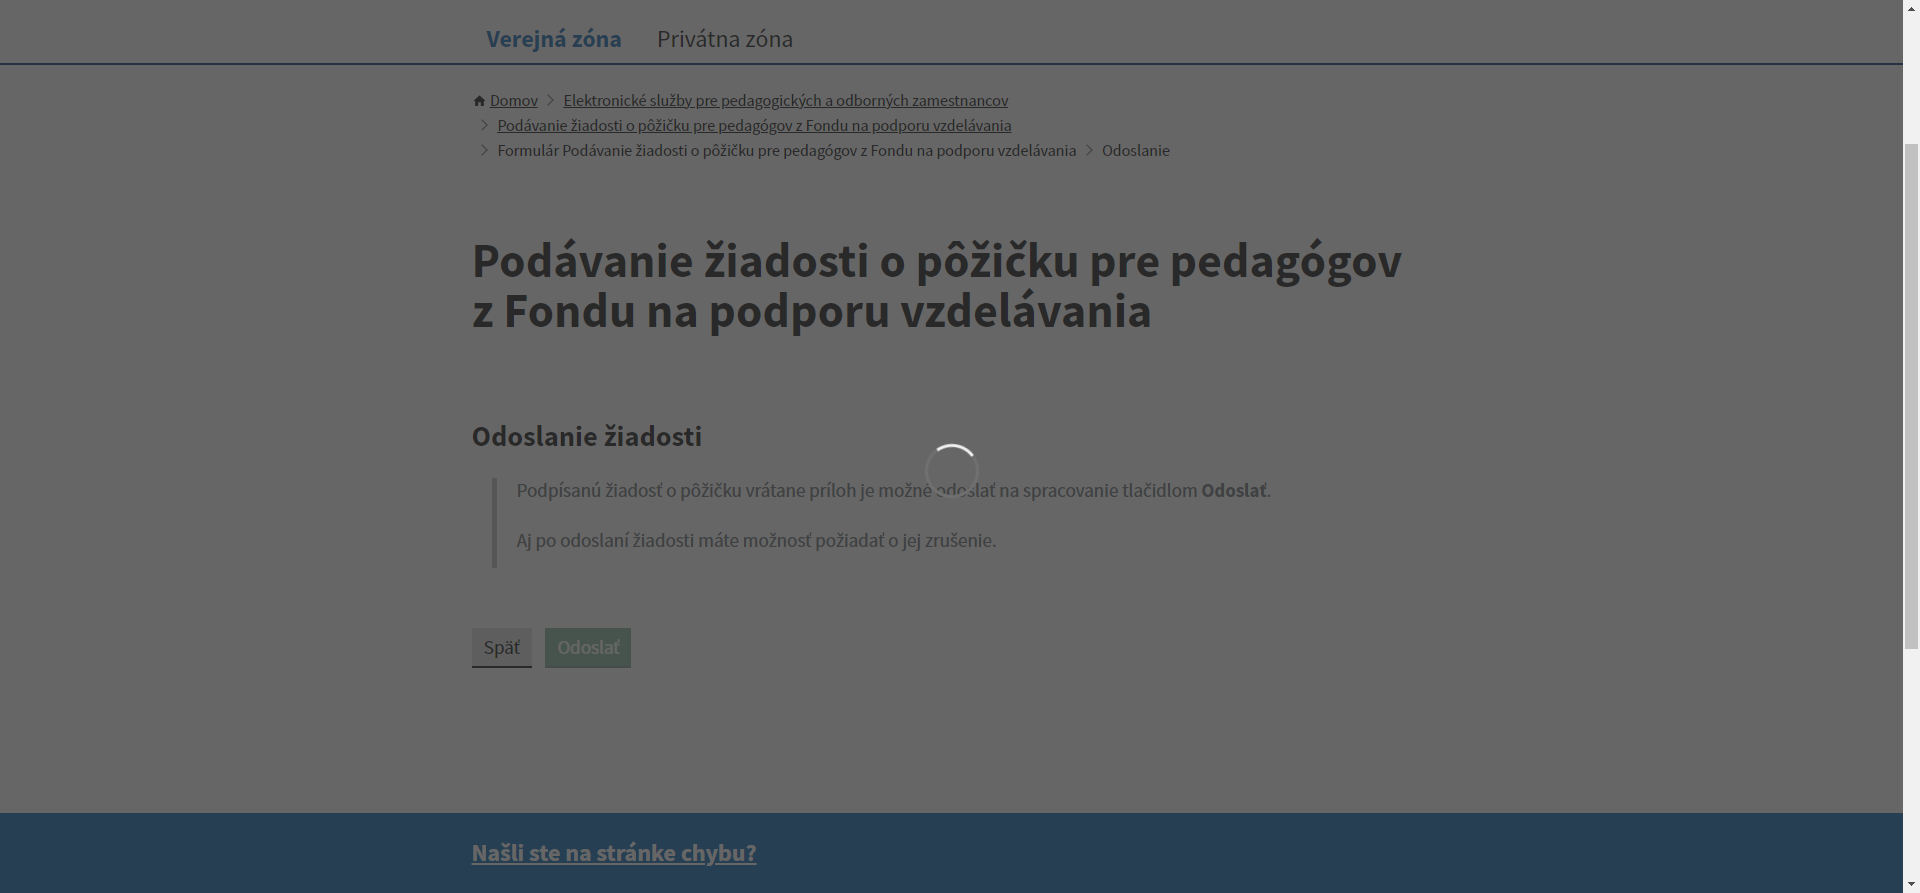 Verejná zóna Privátna zóna
Domov Elektronické služby pre pedagogických a odborných zamestnancov
Podávanie žiadosti o pôžičku pre pedagógov z Fondu na podporu vzdelávania
Formulár Podávanie žiadosti o pôžičku pre pedagógov z Fondu na podporu vzdelávania Odoslanie
Podávanie žiadosti o pôžičku pre pedagógov
z Fondu na podporu vzdelávania
Odoslanie žiadosti
Podpísanú žiadosť o pôžičku vrátane príloh je možné odoslať na spracovanie tlačidlom Odoslať.
Aj po odoslaní žiadosti máte možnosť požiadať o jej zrušenie.
Späť Odoslať
Našli ste na stránke chybu?